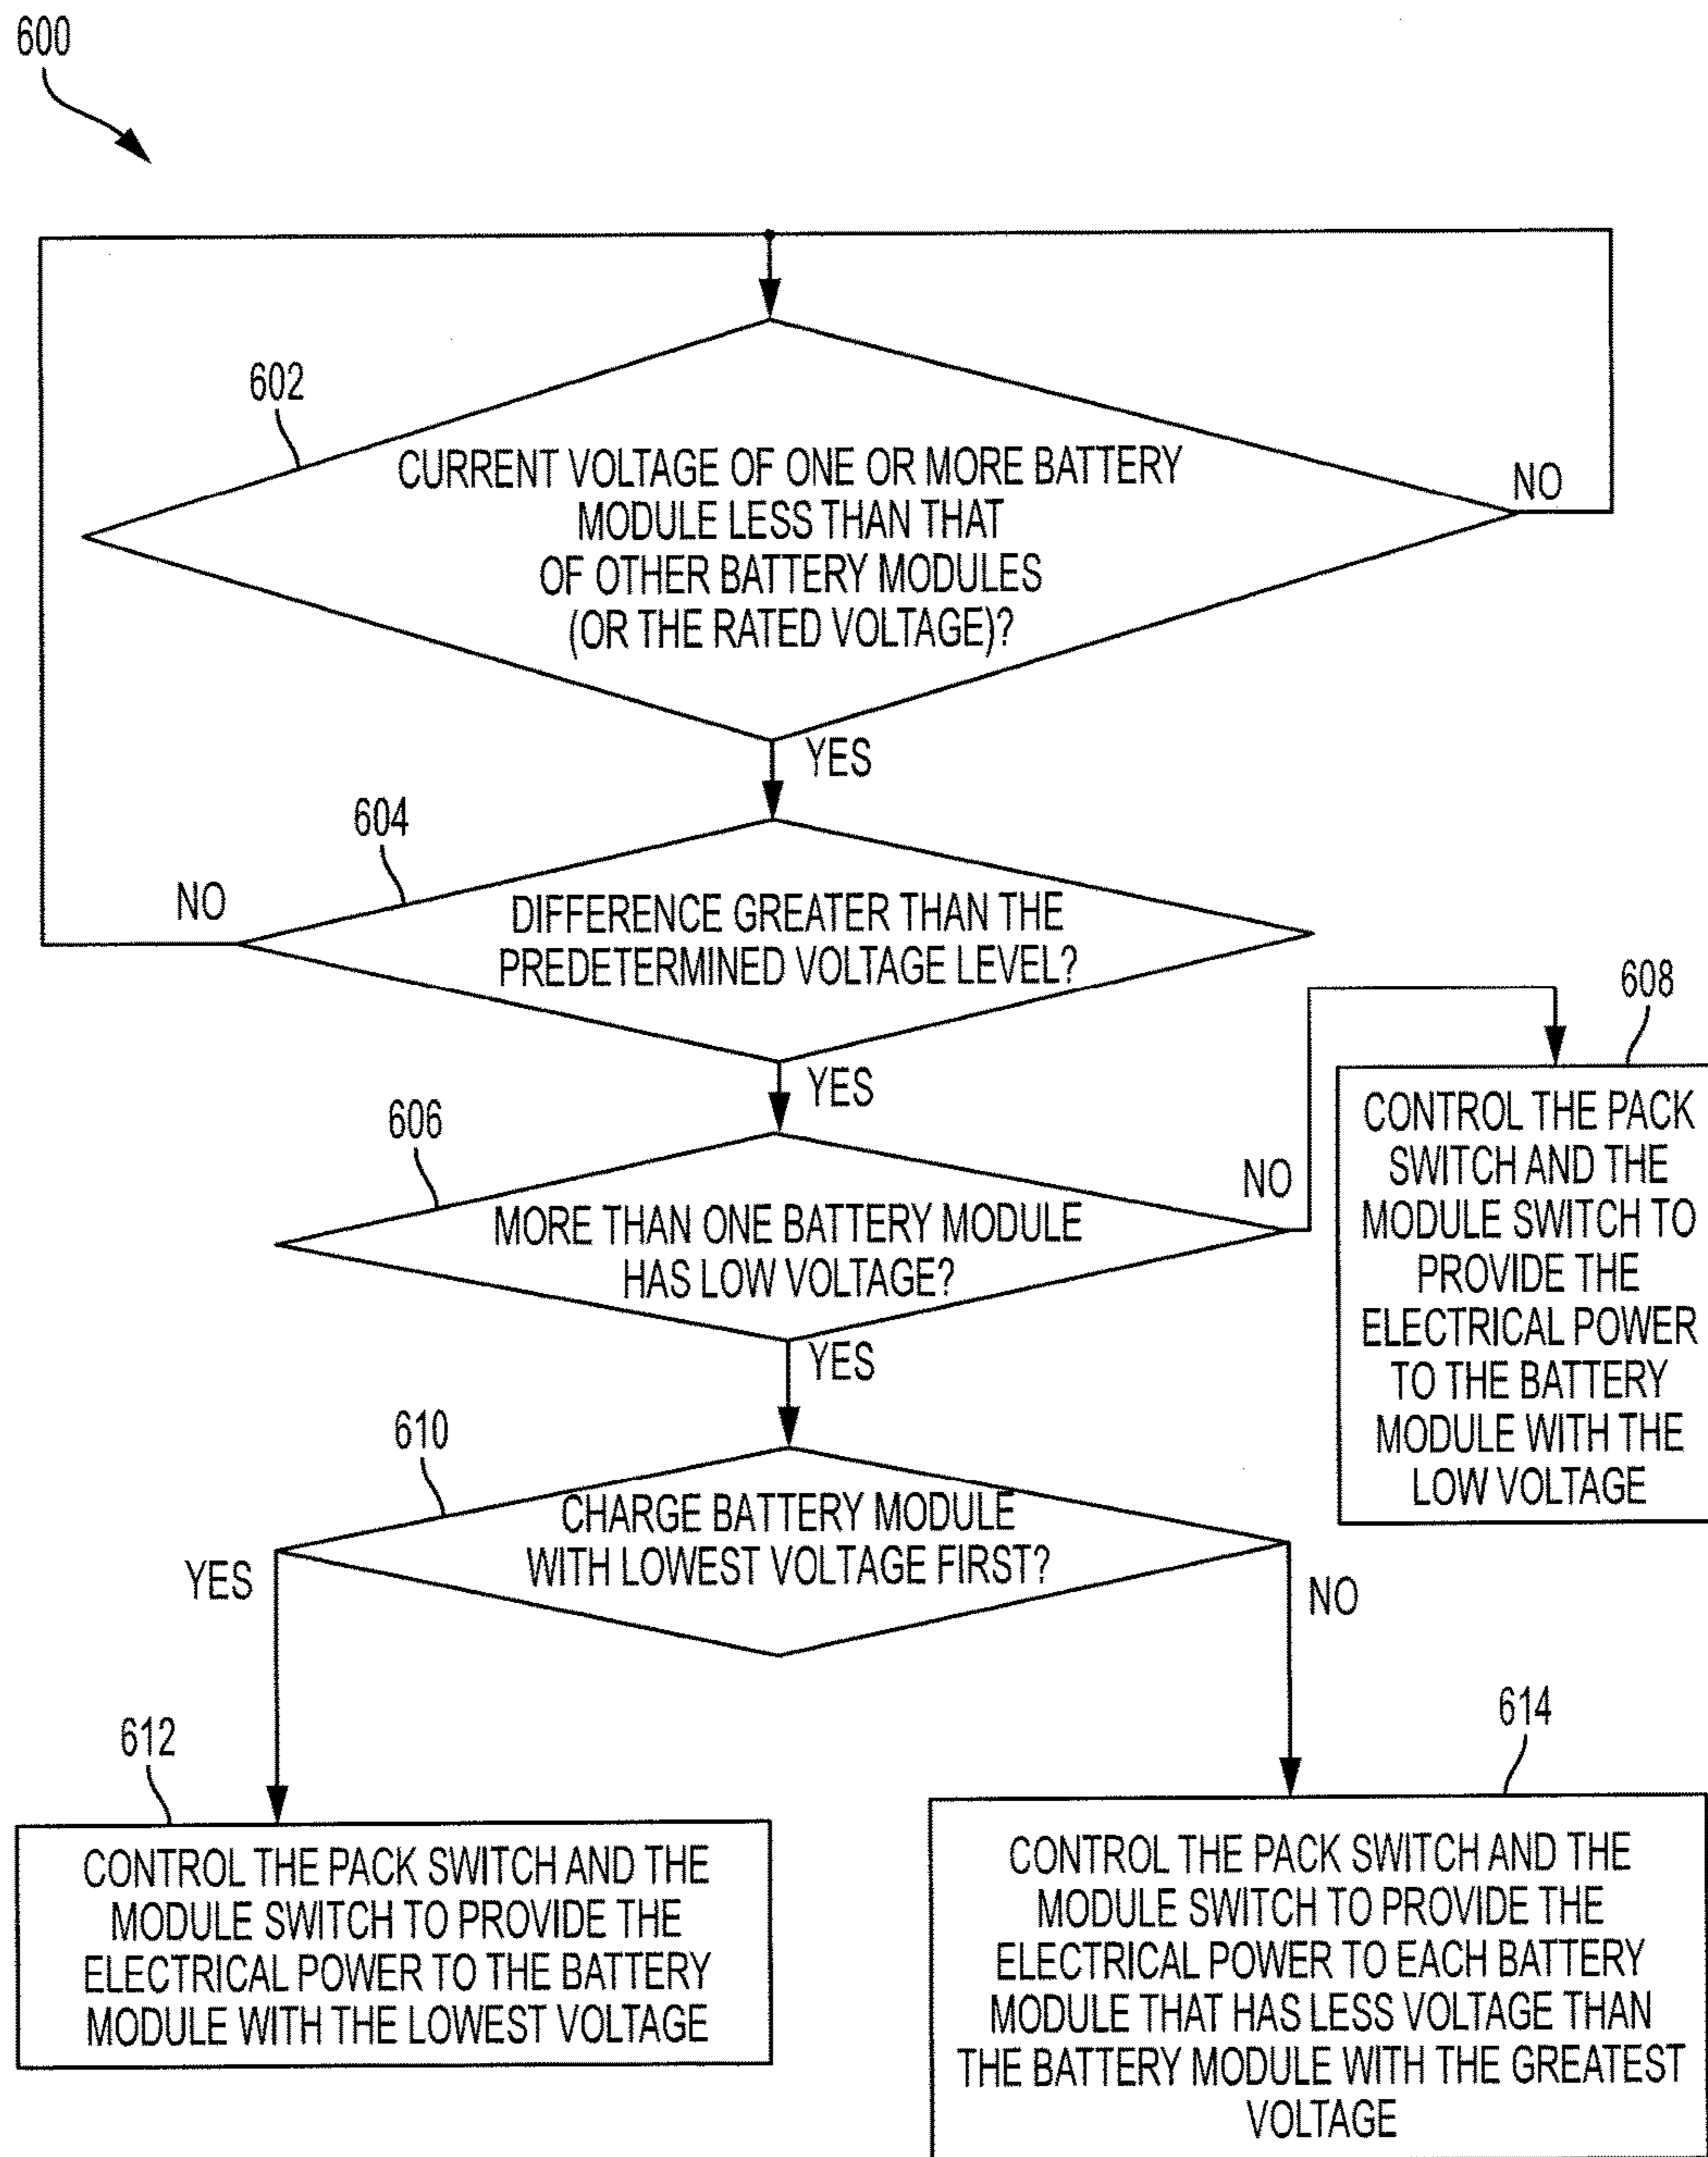 600
602
CURRENT VOLTAGE OF ONE OR MORE BATTERY
MODULE LESS THAN THAT
OF OTHER BATTERY MODULES
(OR THE RATED VOLTAGE)?
NO
YES
604
NO
DIFFERENCE GREATER THAN THE
PREDETERMINED VOLTAGE LEVEL?
YES
608
CONTROL THE PACK
SWITCH AND THE
MODULE SWITCH TO
PROVIDE THE
ELECTRICAL POWER
TO THE BATTERY
MODULE WITH THE
LOW VOLTAGE
606
NO
MORE THAN ONE BATTERY MODULE
HAS LOW VOLTAGE?
YES
610
CHARGE BATTERY MODULE
WITH LOWEST VOLTAGE FIRST?
YES
NO
612
CONTROL THE PACK SWITCH AND THE
MODULE SWITCH TO PROVIDE THE
ELECTRICAL POWER TO THE BATTERY
MODULE WITH THE LOWEST VOLTAGE
614
CONTROL THE PACK SWITCH AND THE
MODULE SWITCH TO PROVIDE THE
ELECTRICAL POWER TO EACH BATTERY
MODULE THAT HAS LESS VOLTAGE THAN
THE BATTERY MODULE WITH THE GREATEST
VOLTAGE